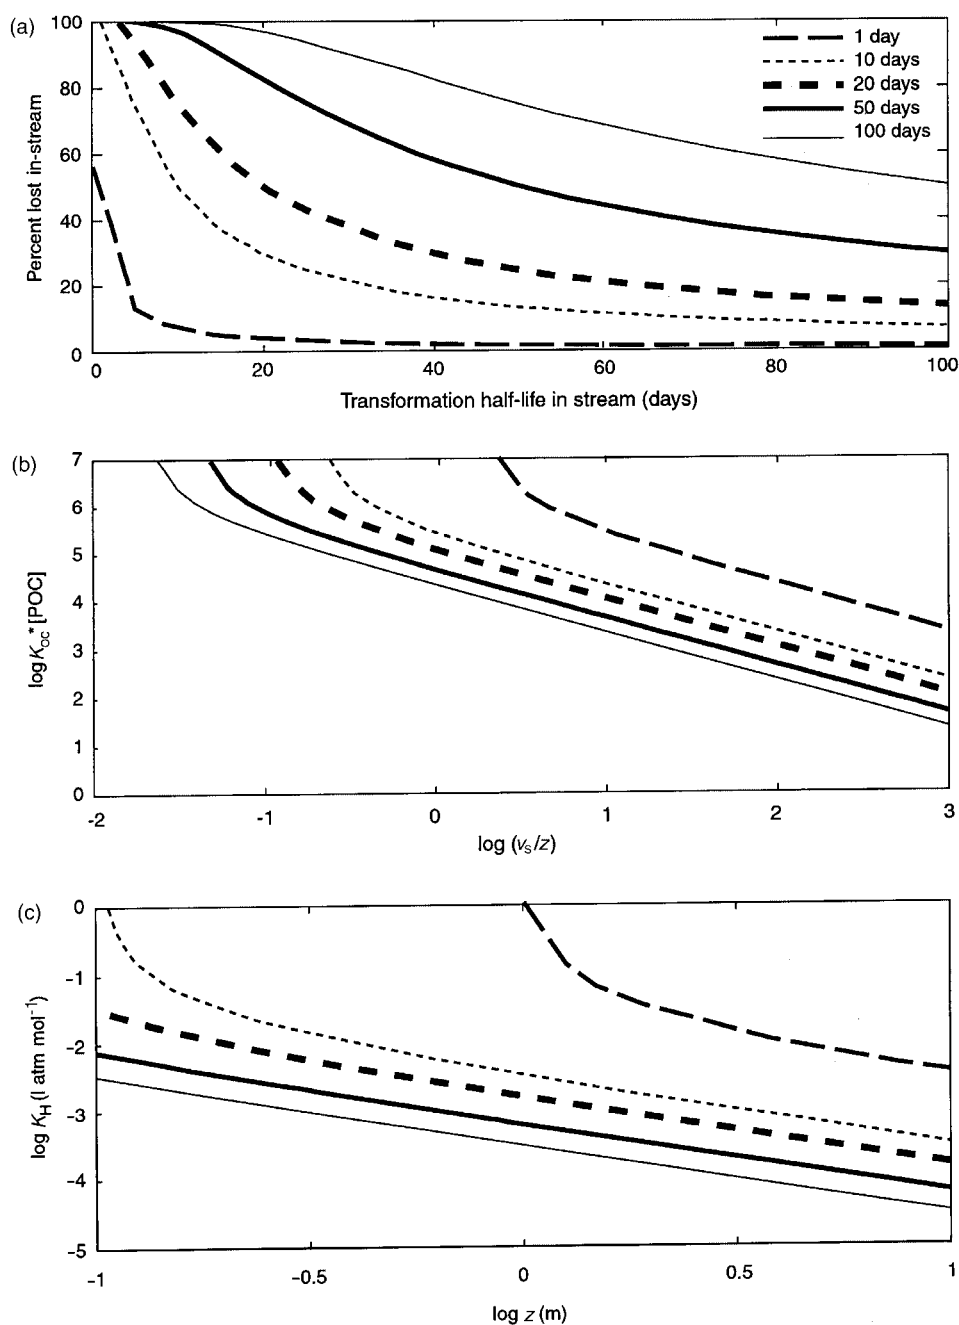 (a)
100
80
60
40
20
0
Percent lost in-stream
1 day
10 days
20 days
50 days
100 days
0 20 40 60 80 100
Transformation half-life in stream (days)
(b)
7
6
5
4
3
2
1
0
log K*oc [POC]
-2 -1 0 1 2 3
log (vs/z)
(c)
0
-1
-2
-3
-4
-5
log KH (l atm mol⁻¹)
-1 -0.5 0 0.5 1
log z (m)